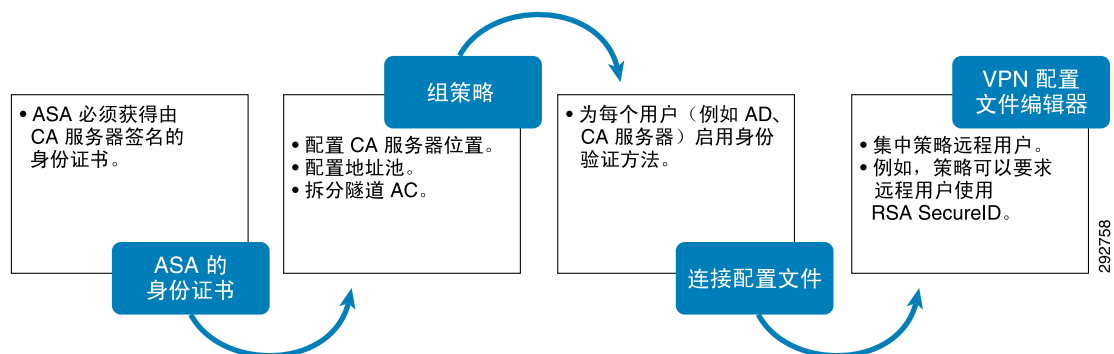 • ASA 必须获得由
CA 服务器签名的
身份证书。
ASA 的
身份证书
组策略
• 配置 CA 服务器位置。
• 配置地址池。
• 拆分隧道 AC。
• 为每个用户（例如 AD、
CA 服务器）启用身份
验证方法。
连接配置文件
VPN 配置
文件编辑器
• 集中策略远程用户。
• 例如，策略可以要求
远程用户使用
RSA SecureID。
292758